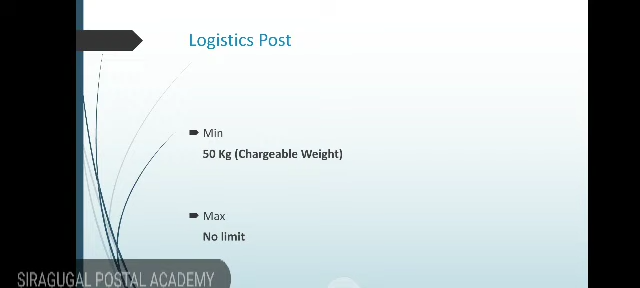 Logistics Post
Min
50 Kg (Chargeable Weight)
Max
No limit
SIRAGUGAL POSTAL ACADEMY